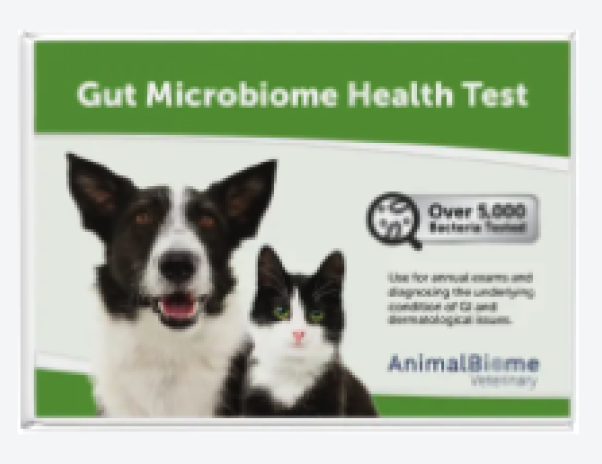 Gut Microbiome Health Test
Over 5,000
Bacteria Tested
Use for annual exams and
diagnosing the underlying
condition of GI and
dermatological issues.
AnimalBiome
Veterinary